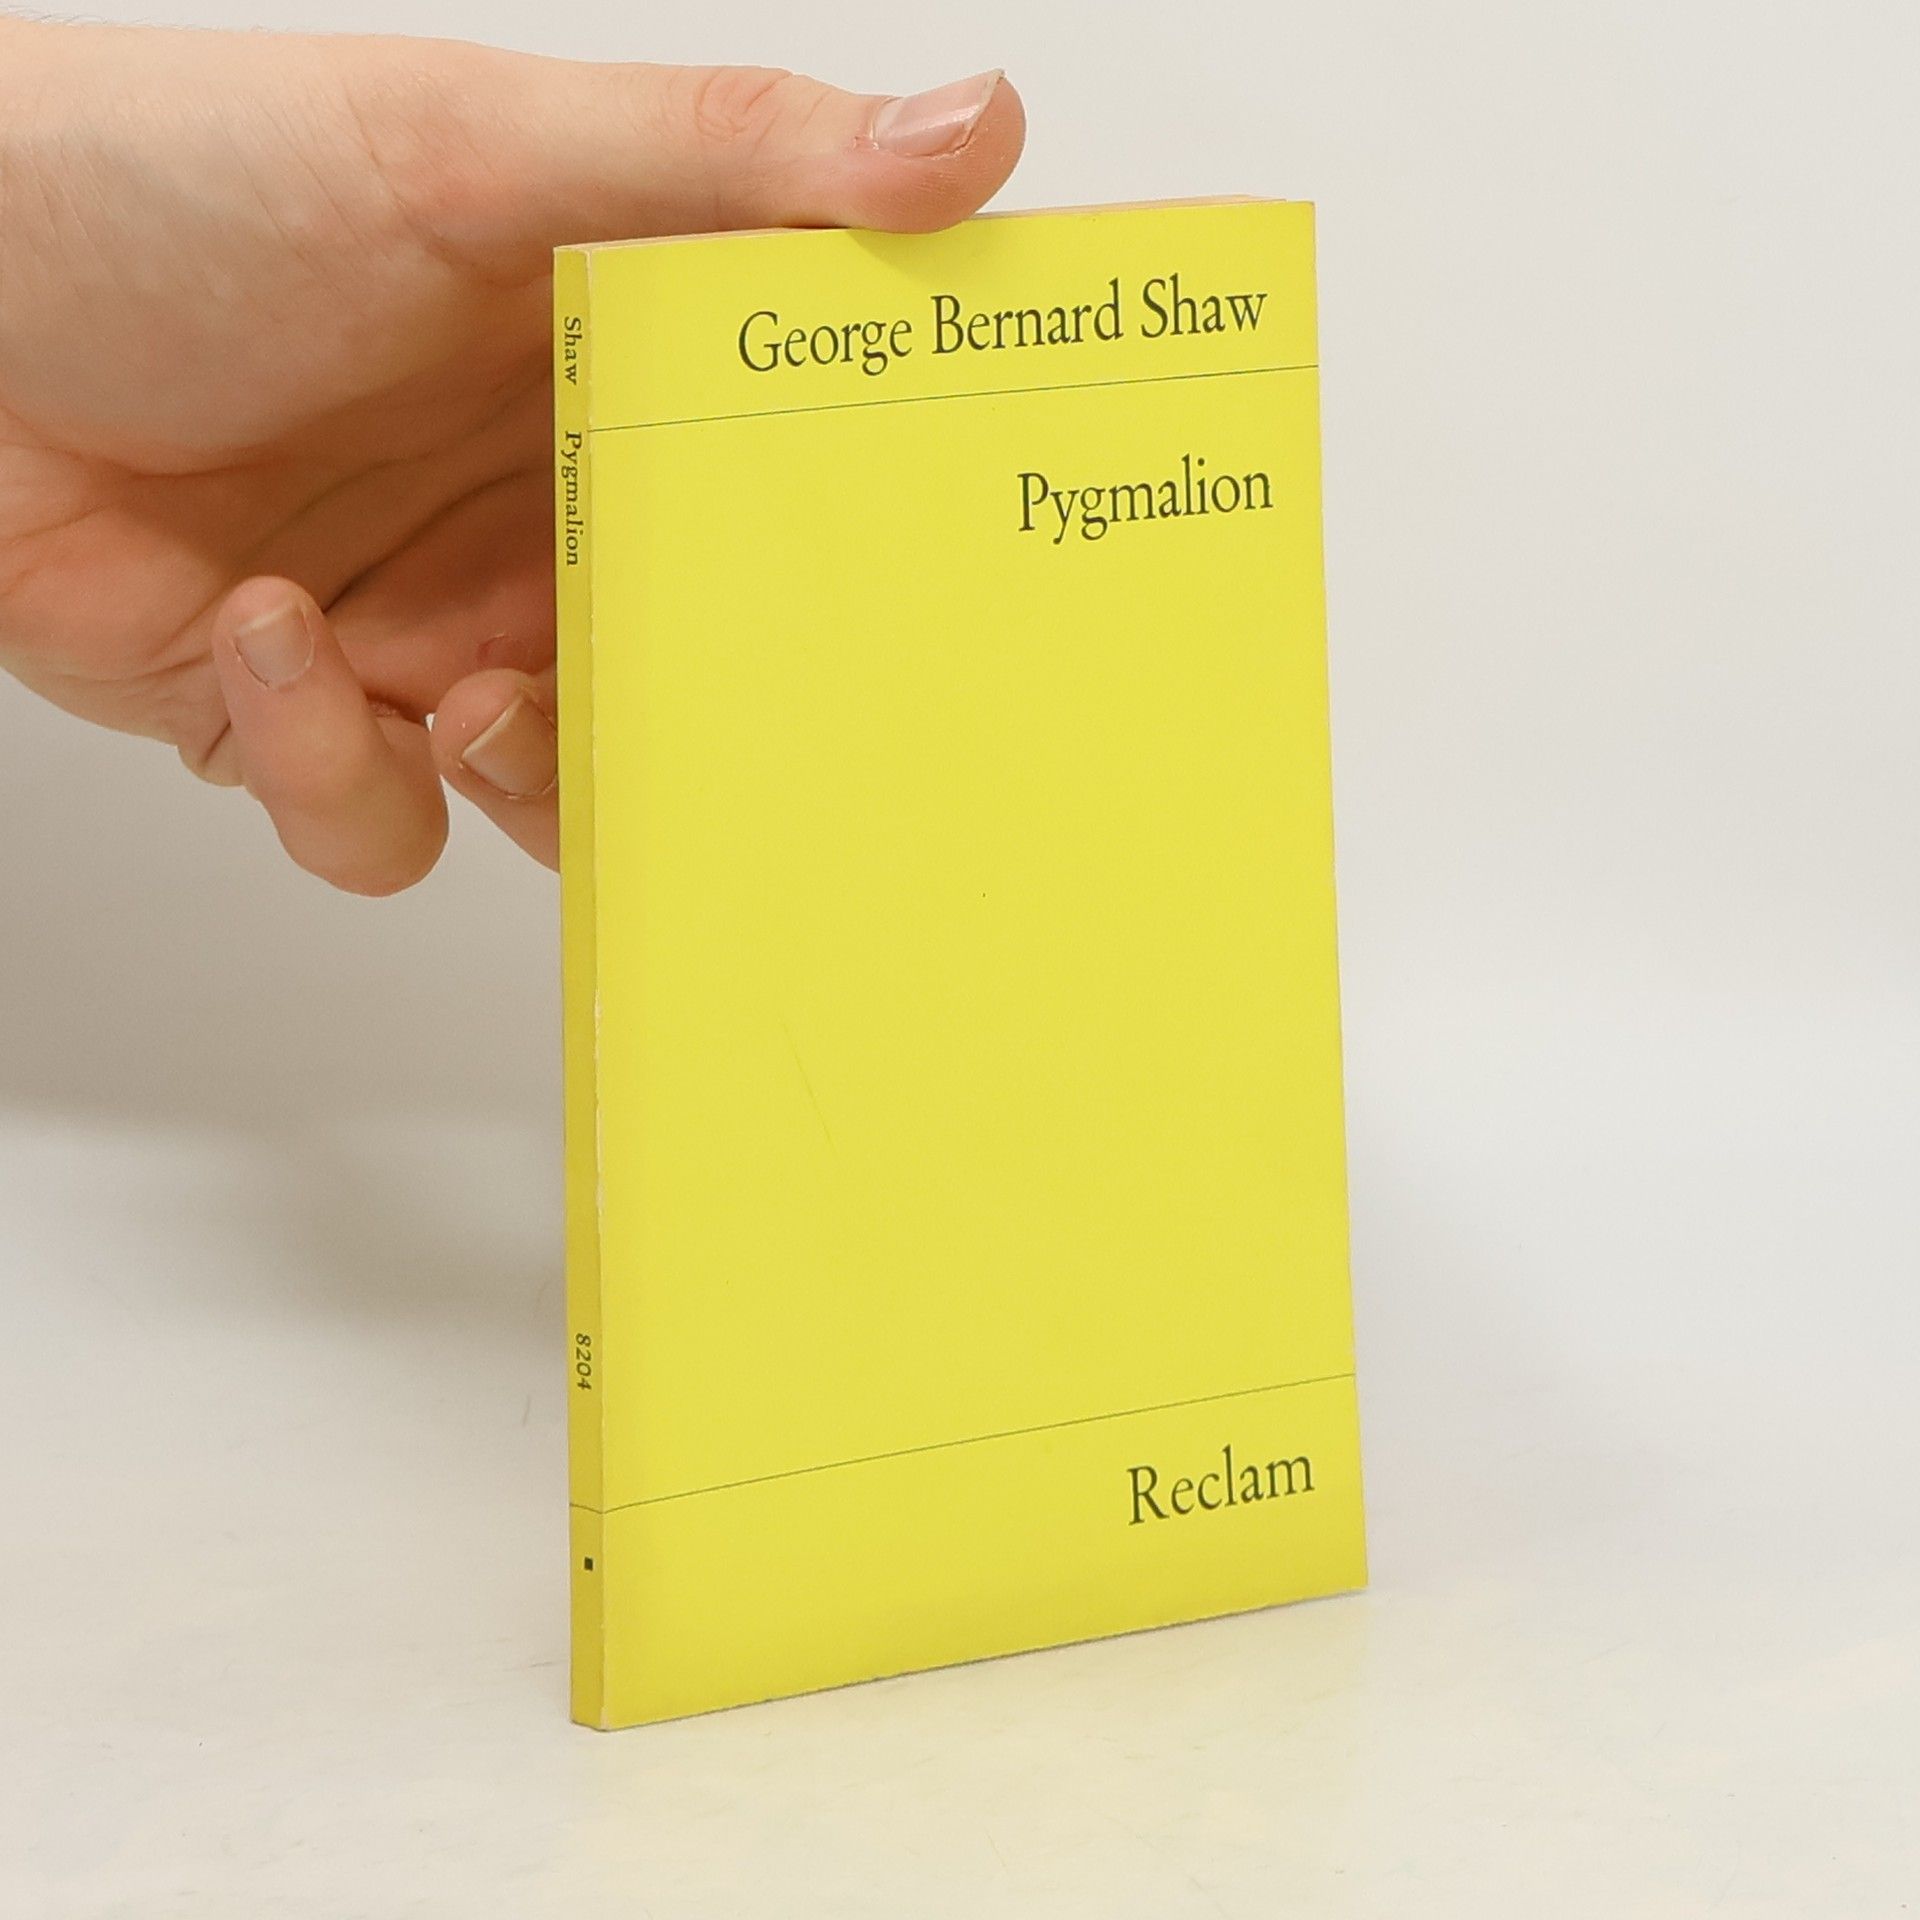 George Bernard Shaw
Pygmalion
Reclam
Shaw Pygmalion
8204